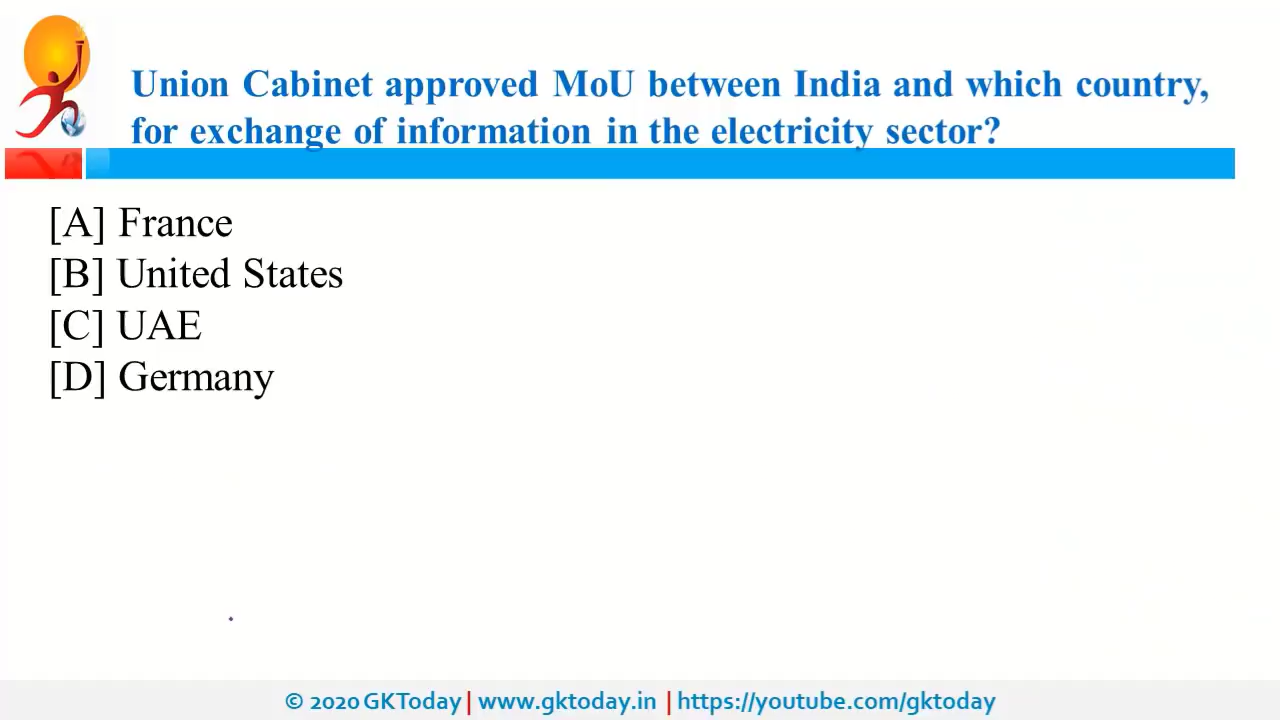 Union Cabinet approved MoU between India and which country,
for exchange of information in the electricity sector?
[A] France
[B] United States
[C] UAE
[D] Germany
© 2020 GKToday | www.gktoday.in | https://youtube.com/gktoday